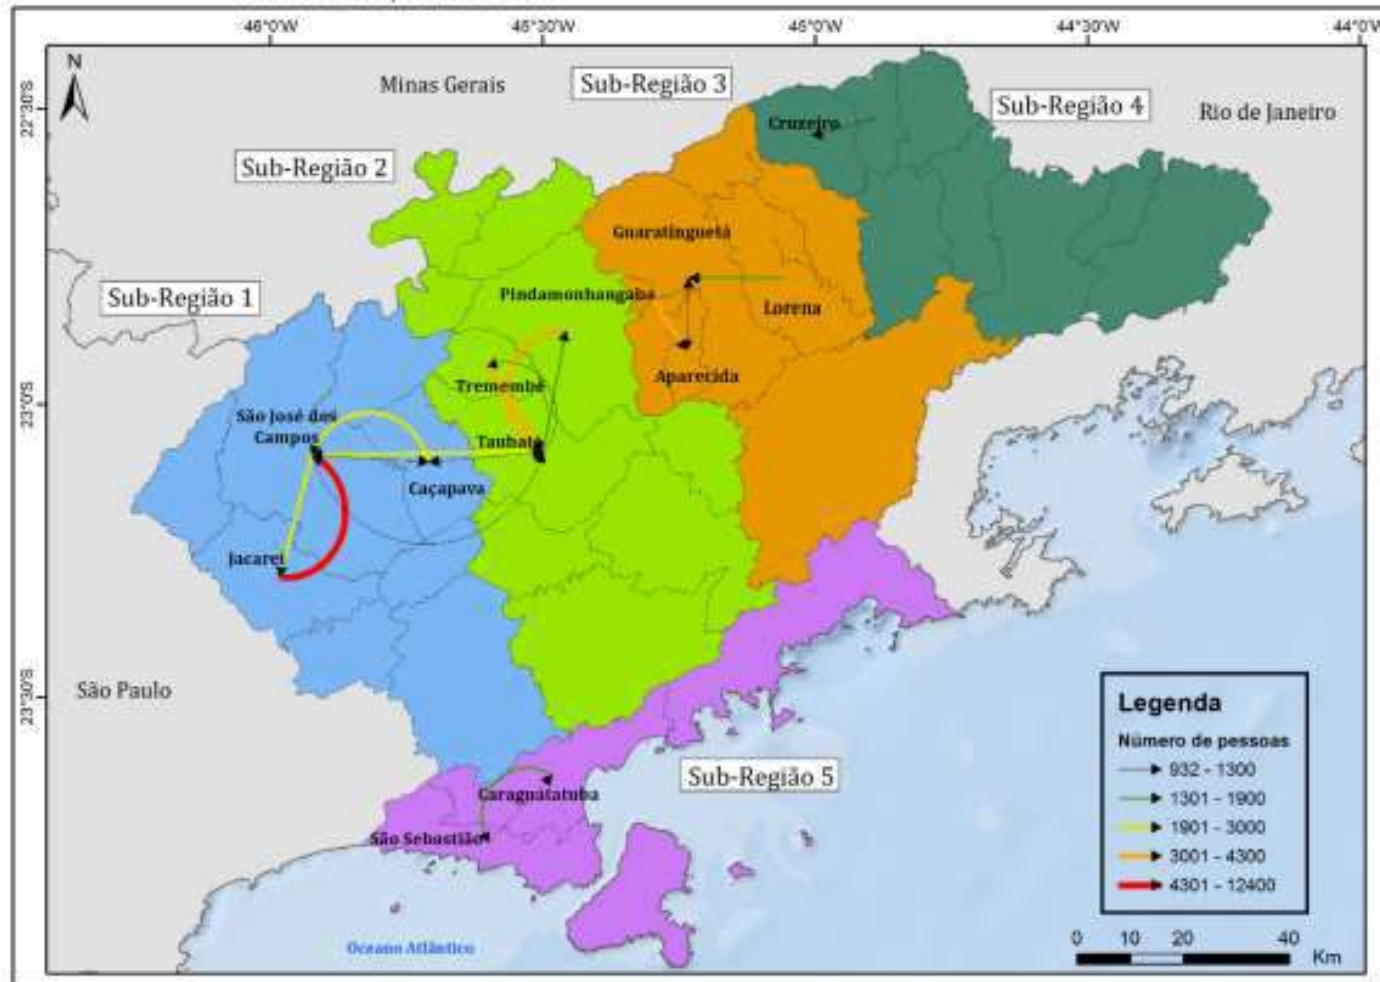 46°0'W
45°30'W
45°0'W
44°30'W
44°0'W
22°30'S
23°0'S
23°30'S
N
Minas Gerais
Sub-Região 3
Sub-Região 4
Rio de Janeiro
Cruzeiro
Sub-Região 2
Guaratinguetá
Sub-Região 1
Pindamonhangaba
Lorena
Aparecida
Tremembé
São José dos
Campos
Taubaté
Caçapava
Jacareí
São Paulo
Sub-Região 5
Caraguatatuba
São Sebastião
Oceano Atlântico
Legenda
Número de pessoas
932 - 1300
1301 - 1900
1901 - 3000
3001 - 4300
4301 - 12400
0 10 20 40
Km